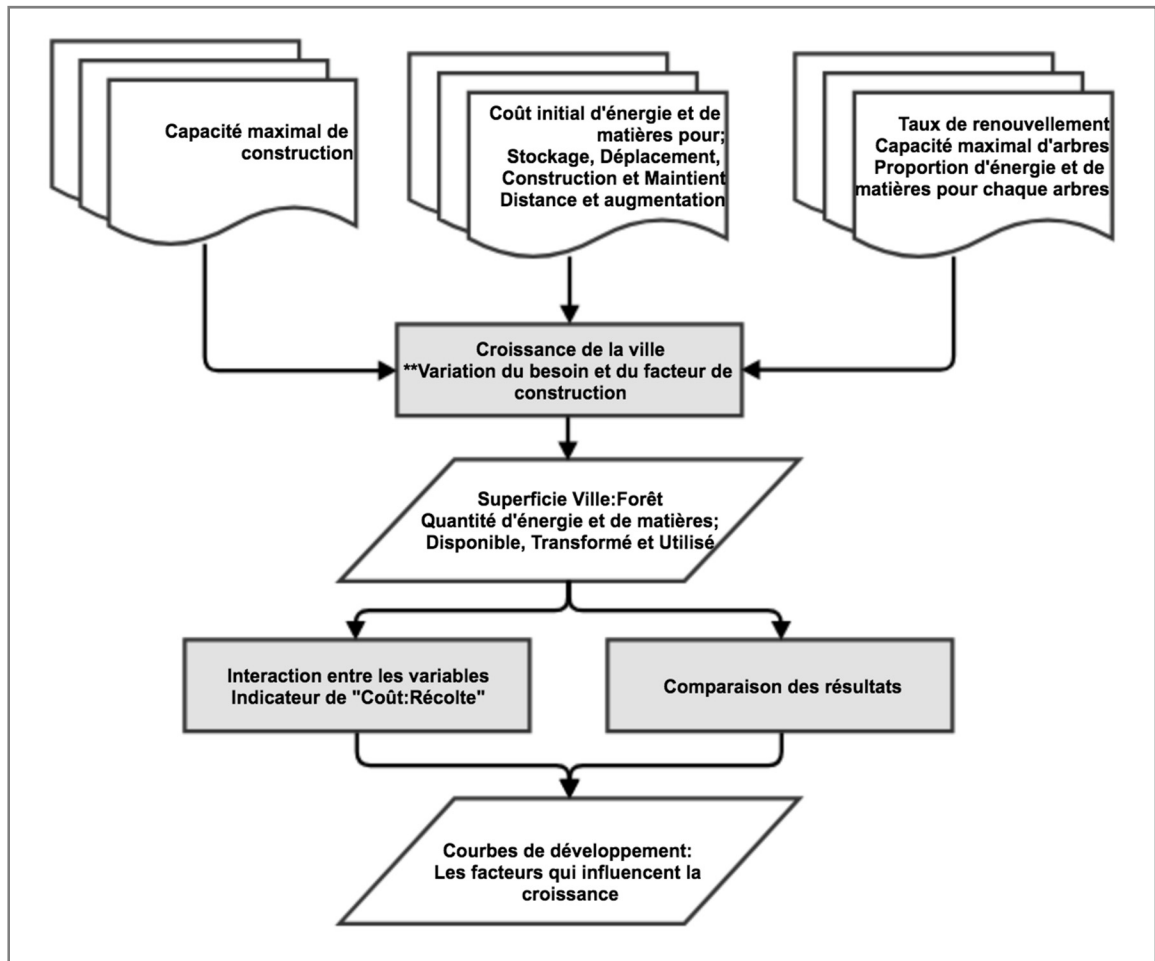 Capacité maximal de
construction
Coût initial d'énergie et de
matières pour;
Stockage, Déplacement,
Construction et Maintient
Distance et augmentation
Taux de renouvellement
Capacité maximal d'arbres
Proportion d'énergie et de
matières pour chaque arbres
Croissance de la ville
**Variation du besoin et du facteur de
construction
Superficie Ville:Forêt
Quantité d'énergie et de matières;
Disponible, Transformé et Utilisé
Interaction entre les variables
Indicateur de "Coût:Récolte"
Comparaison des résultats
Courbes de développement:
Les facteurs qui influencent la
croissance